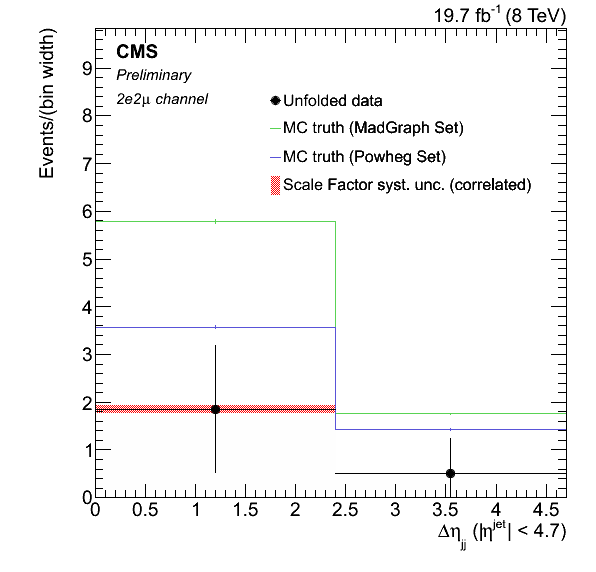 19.7 fb⁻¹ (8 TeV)
Events/(bin width)
CMS
Preliminary
2e2μ channel
Unfolded data
MC truth (MadGraph Set)
MC truth (Powheg Set)
Scale Factor syst. unc. (correlated)
9
8
7
6
5
4
3
2
1
0
0 0.5 1 1.5 2 2.5 3 3.5 4 4.5
Δη_jj (|η^jet| < 4.7)